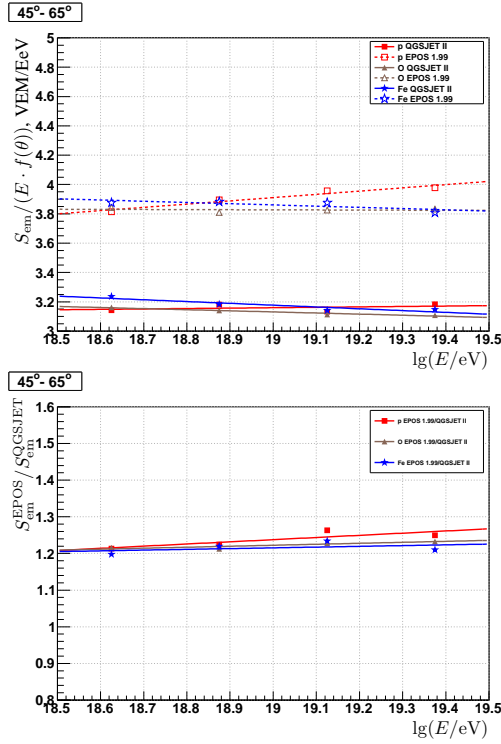 45°- 65°
S_em/(E · f(θ)), VEM/EeV
5
4.8
4.6
4.4
4.2
4
3.8
3.6
3.4
3.2
3
p QGSJET II
p EPOS 1.99
O QGSJET II
O EPOS 1.99
Fe QGSJET II
Fe EPOS 1.99
18.5 18.6 18.7 18.8 18.9 19 19.1 19.2 19.3 19.4 19.5
lg(E/eV)
45°- 65°
S_em^EPOS/S_em^QGSJET
1.6
1.5
1.4
1.3
1.2
1.1
1
0.9
0.8
p EPOS 1.99/QGSJET II
O EPOS 1.99/QGSJET II
Fe EPOS 1.99/QGSJET II
18.5 18.6 18.7 18.8 18.9 19 19.1 19.2 19.3 19.4 19.5
lg(E/eV)